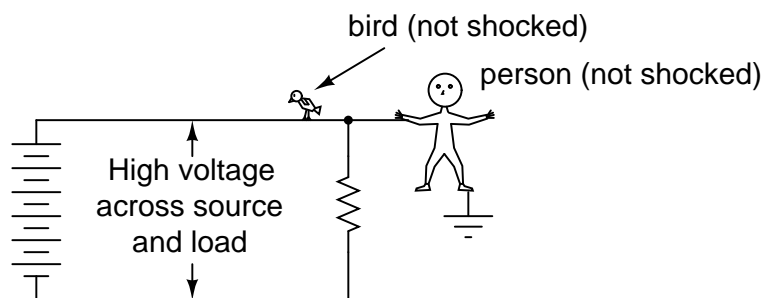 bird (not shocked)
person (not shocked)
High voltage
across source
and load